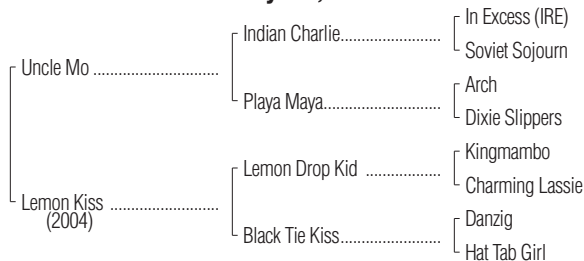 In Excess (IRE)
Indian Charlie
Soviet Sojourn
Uncle Mo
Arch
Playa Maya
Dixie Slippers
Kingmambo
Lemon Drop Kid
Charming Lassie
Lemon Kiss
(2004)
Danzig
Black Tie Kiss
Hat Tab Girl